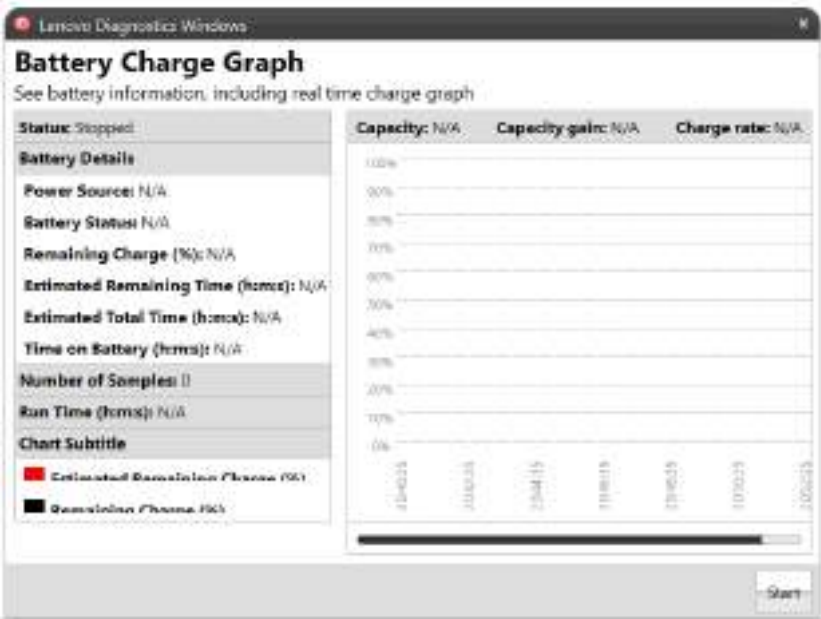 Lenovo Diagnostics Windows
Battery Charge Graph
See battery information, including real time charge graph
Status: Stopped
Battery Details
Power Source: N/A
Battery Status: N/A
Remaining Charge (%): N/A
Estimated Remaining Time (h:m:s): N/A
Estimated Total Time (h:m:s): N/A
Time on Battery (h:m:s): N/A
Number of Samples: 0
Run Time (h:m:s): N/A
Chart Subtitle
Estimated Remaining Charge (%)
Remaining Charge (%)
Capacity: N/A Capacity gain: N/A Charge rate: N/A
100%
90%
80%
70%
60%
50%
40%
30%
20%
10%
0%
Start